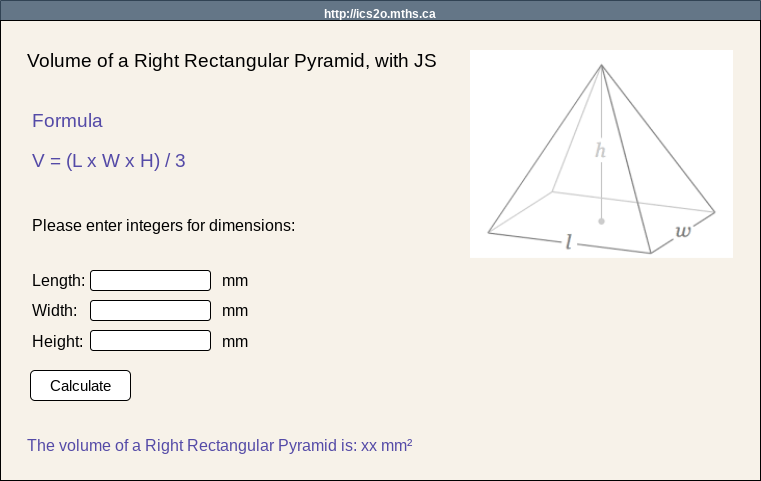 http://ics2o.mths.ca
Volume of a Right Rectangular Pyramid, with JS
Formula
V = (L x W x H) / 3
h
l
w
Please enter integers for dimensions:
Length: mm
Width: mm
Height: mm
Calculate
The volume of a Right Rectangular Pyramid is: xx mm²